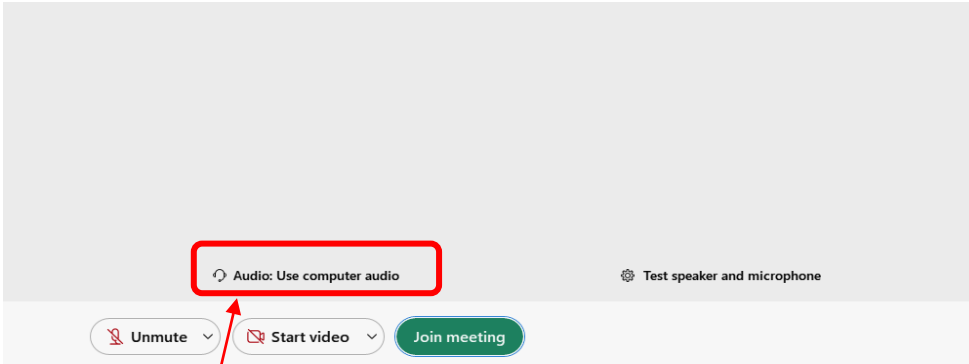 Audio: Use computer audio
Test speaker and microphone
Unmute
Start video
Join meeting